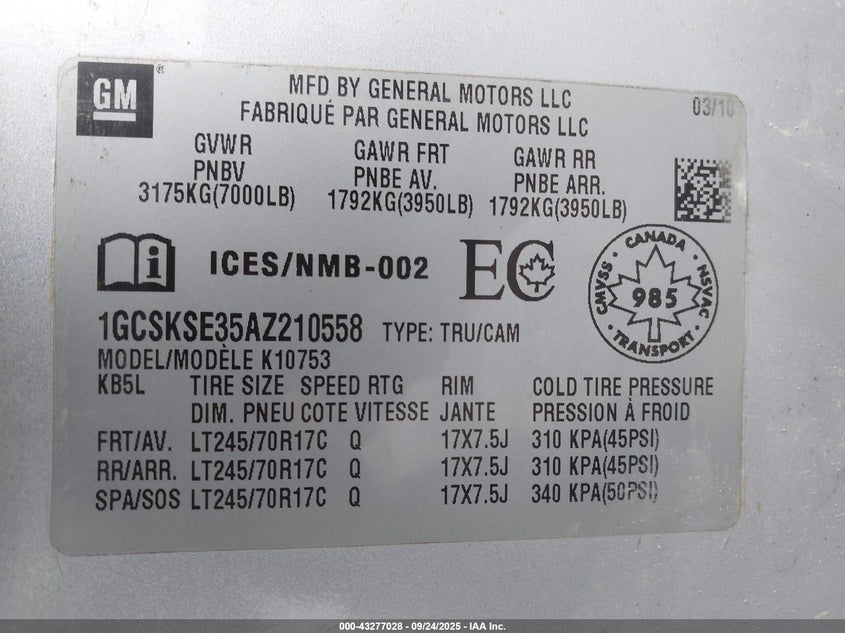 GM
®
MFD BY GENERAL MOTORS LLC
FABRIQUÉ PAR GENERAL MOTORS LLC
03/10
GVWR GAWR FRT GAWR RR
PNBV PNBE AV. PNBE ARR.
3175KG(7000LB) 1792KG(3950LB) 1792KG(3950LB)
i ICES/NMB-002 EC
CANADA
CMVSS 985 NSVAC
TRANSPORT
1GCSKSE35AZ210558 TYPE: TRU/CAM
MODEL/MODÈLE K10753
KB5L TIRE SIZE SPEED RTG RIM COLD TIRE PRESSURE
DIM. PNEU COTE VITESSE JANTE PRESSION À FROID
FRT/AV. LT245/70R17C Q 17X7.5J 310 KPA(45PSI)
RR/ARR. LT245/70R17C Q 17X7.5J 310 KPA(45PSI)
SPA/SOS LT245/70R17C Q 17X7.5J 340 KPA(50PSI)
000-43277028 - 09/24/2025 - IAA Inc.